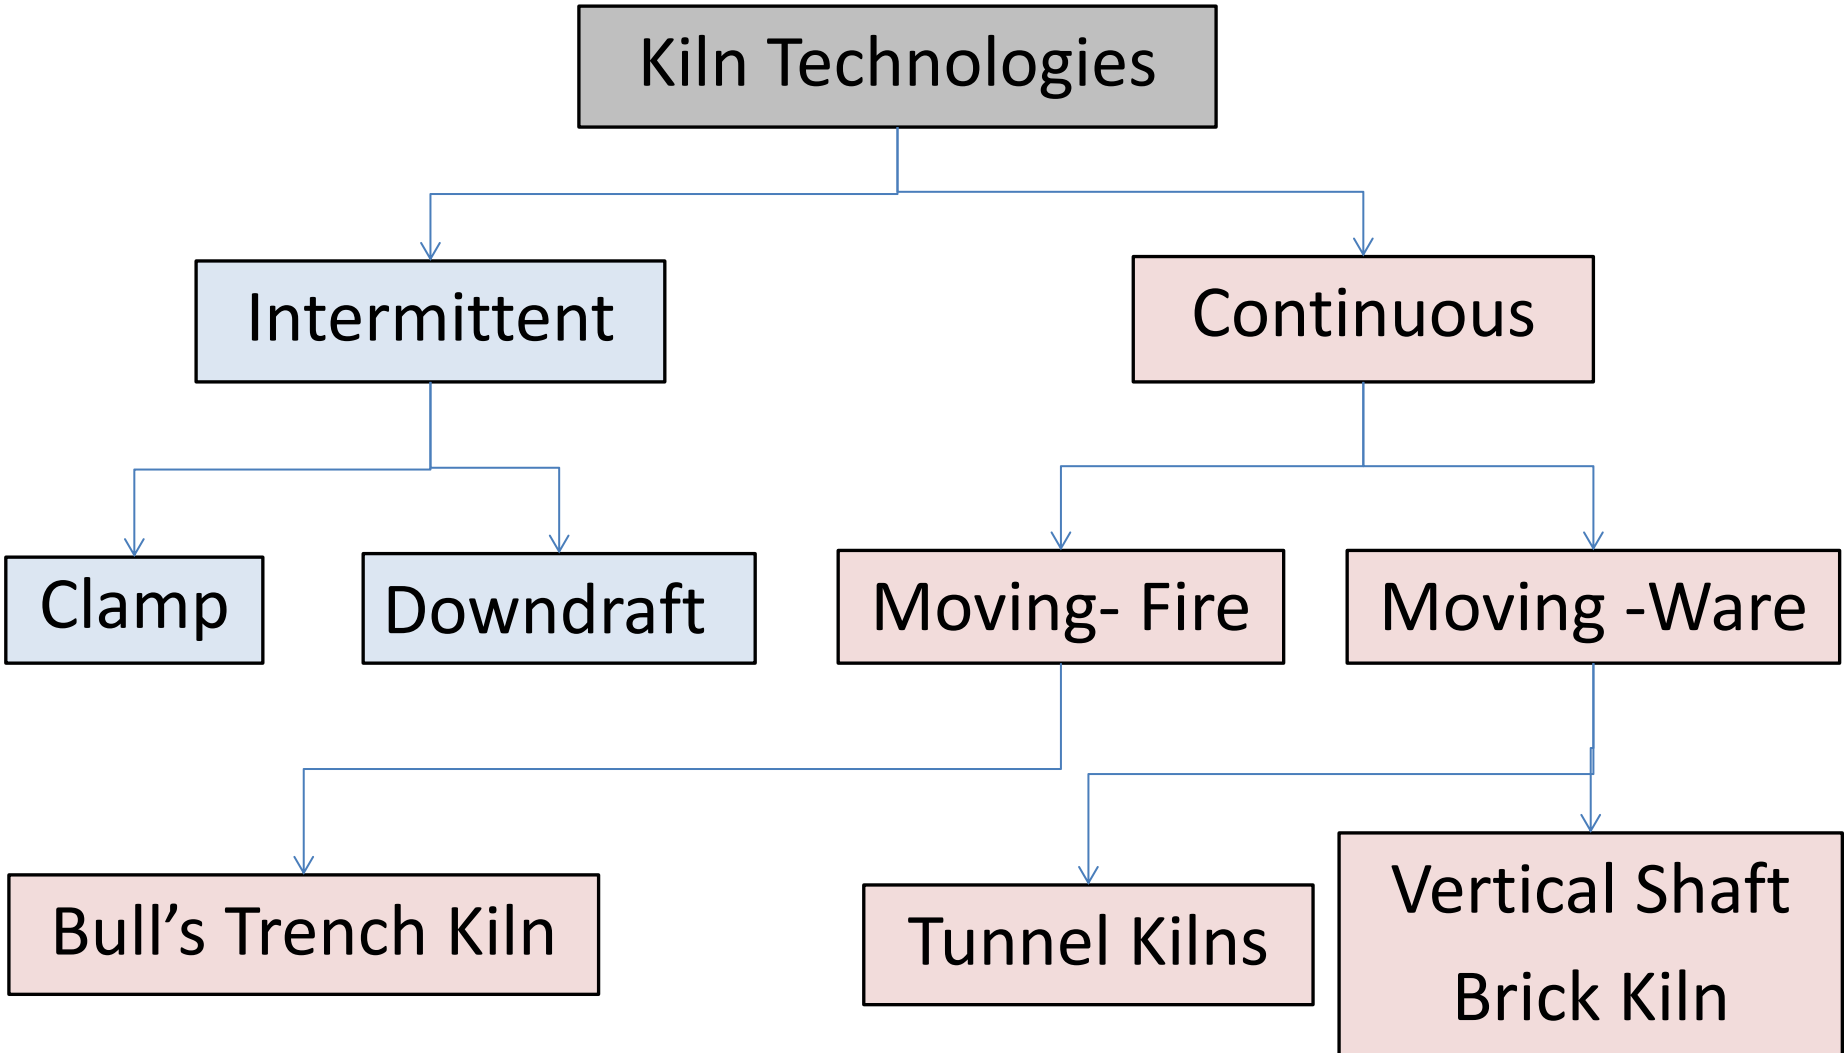 Kiln Technologies
Intermittent
Continuous
Clamp
Downdraft
Moving- Fire
Moving -Ware
Bull’s Trench Kiln
Tunnel Kilns
Vertical Shaft
Brick Kiln